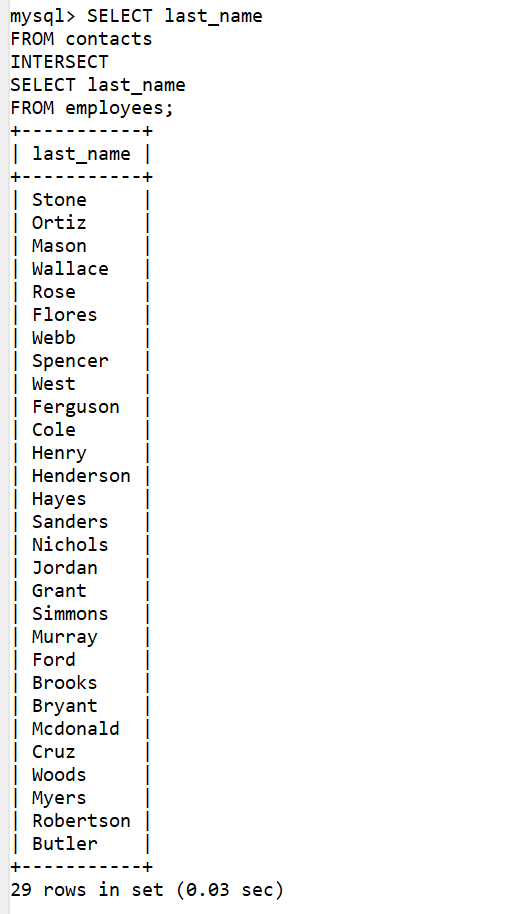 mysql> SELECT last_name
FROM contacts
INTERSECT
SELECT last_name
FROM employees;
+-----------+
| last_name |
+-----------+
| Stone     |
| Ortiz     |
| Mason     |
| Wallace   |
| Rose      |
| Flores    |
| Webb      |
| Spencer   |
| West      |
| Ferguson  |
| Cole      |
| Henry     |
| Henderson |
| Hayes     |
| Sanders   |
| Nichols   |
| Jordan    |
| Grant     |
| Simmons   |
| Murray    |
| Ford      |
| Brooks    |
| Bryant    |
| Mcdonald  |
| Cruz      |
| Woods     |
| Myers     |
| Robertson |
| Butler    |
+-----------+
29 rows in set (0.03 sec)